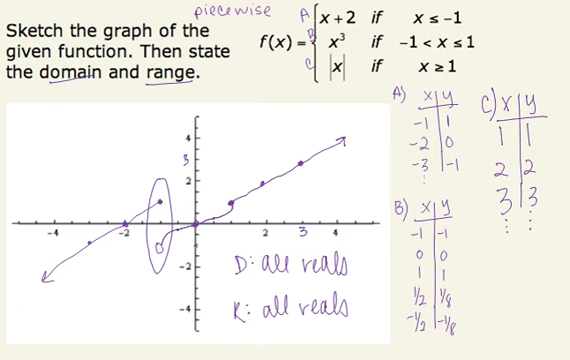 piecewise
Sketch the graph of the
given function. Then state
the domain and range.
f(x) =
A x + 2 if x ≤ -1
B x³ if -1 < x ≤ 1
C |x| if x ≥ 1
A) x | y
-1 | 1
-2 | 0
-3 | -1
⋮
B) x | y
-1 | -1
0 | 0
1 | 1
1/2 | 1/8
-1/2 | -1/8
C) x | y
1 | 1
2 | 2
3 | 3
⋮ ⋮
4
3
2
-4 -2 2 3 4
-2
-4
D: all reals
R: all reals